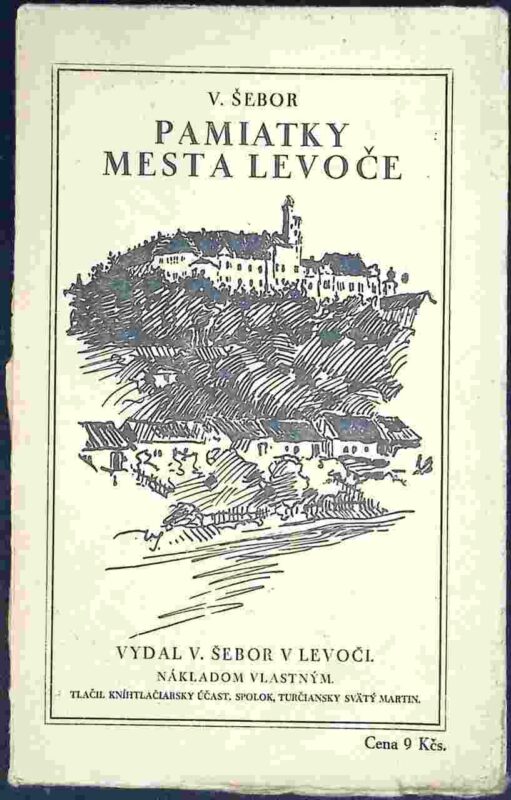 V. ŠEBOR
PAMIATKY
MESTA LEVOČE
VYDAL V. ŠEBOR V LEVOČI.
NÁKLADOM VLASTNÝM.
TLAČIL KNÍHTLAČIARSKY ÚČAST. SPOLOK, TURČIANSKY SVÄTÝ MARTIN.
Cena 9 Kčs.